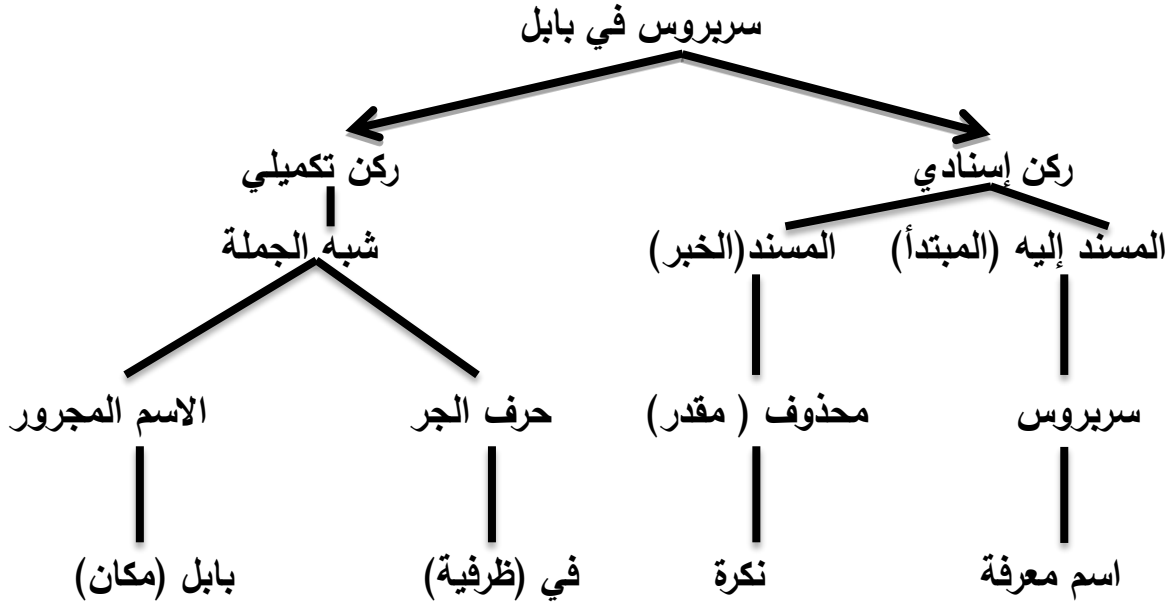 سربروس في بابل
ركن إسنادي
ركن تكميلي
المسند إليه (المبتدأ)
المسند(الخبر)
شبه الجملة
سربروس
محذوف ( مقدر)
حرف الجر
الاسم المجرور
اسم معرفة
نكرة
في (ظرفية)
بابل (مكان)